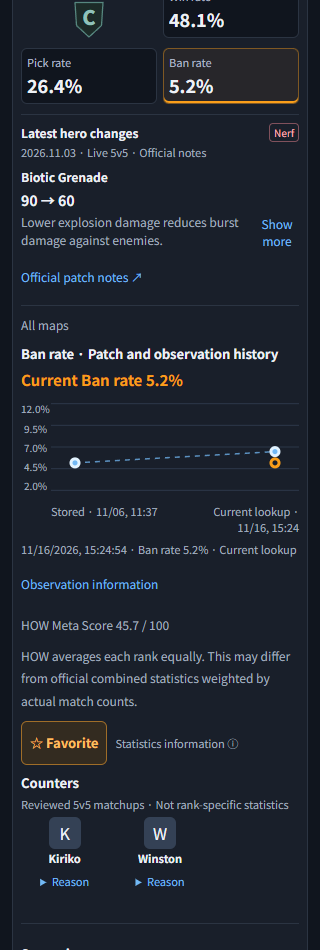 C
48.1%
Pick rate
26.4%
Ban rate
5.2%
Latest hero changes
Nerf
2026.11.03 · Live 5v5 · Official notes
Biotic Grenade
90 → 60
Lower explosion damage reduces burst
damage against enemies.
Show
more
Official patch notes ↗
All maps
Ban rate · Patch and observation history
Current Ban rate 5.2%
12.0%
9.5%
7.0%
4.5%
2.0%
Stored · 11/06, 11:37
Current lookup ·
11/16, 15:24
11/16/2026, 15:24:54 · Ban rate 5.2% · Current lookup
Observation information
HOW Meta Score 45.7 / 100
HOW averages each rank equally. This may differ
from official combined statistics weighted by
actual match counts.
☆ Favorite
Statistics information ⓘ
Counters
Reviewed 5v5 matchups · Not rank-specific statistics
K
W
Kiriko
Winston
▶ Reason
▶ Reason